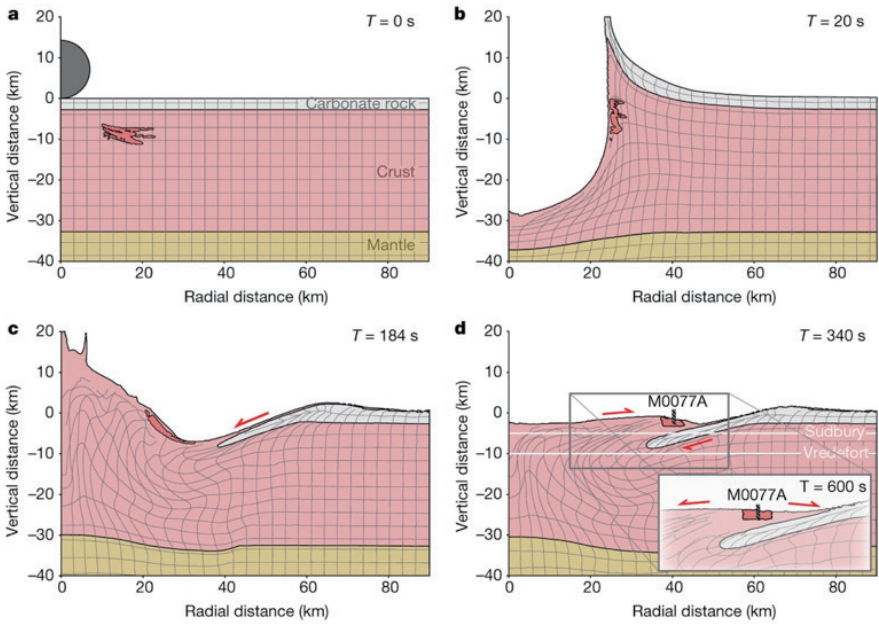 a
T = 0 s
20
10
0
−10
−20
−30
−40
Vertical distance (km)
Carbonate rock
Crust
Mantle
0
20
40
60
80
Radial distance (km)
b
T = 20 s
20
10
0
−10
−20
−30
−40
Vertical distance (km)
0
20
40
60
80
Radial distance (km)
c
T = 184 s
20
10
0
−10
−20
−30
−40
Vertical distance (km)
0
20
40
60
80
Radial distance (km)
d
T = 340 s
20
10
0
−10
−20
−30
−40
Vertical distance (km)
M0077A
Sudbury
Vredefort
T = 600 s
M0077A
0
20
40
60
80
Radial distance (km)